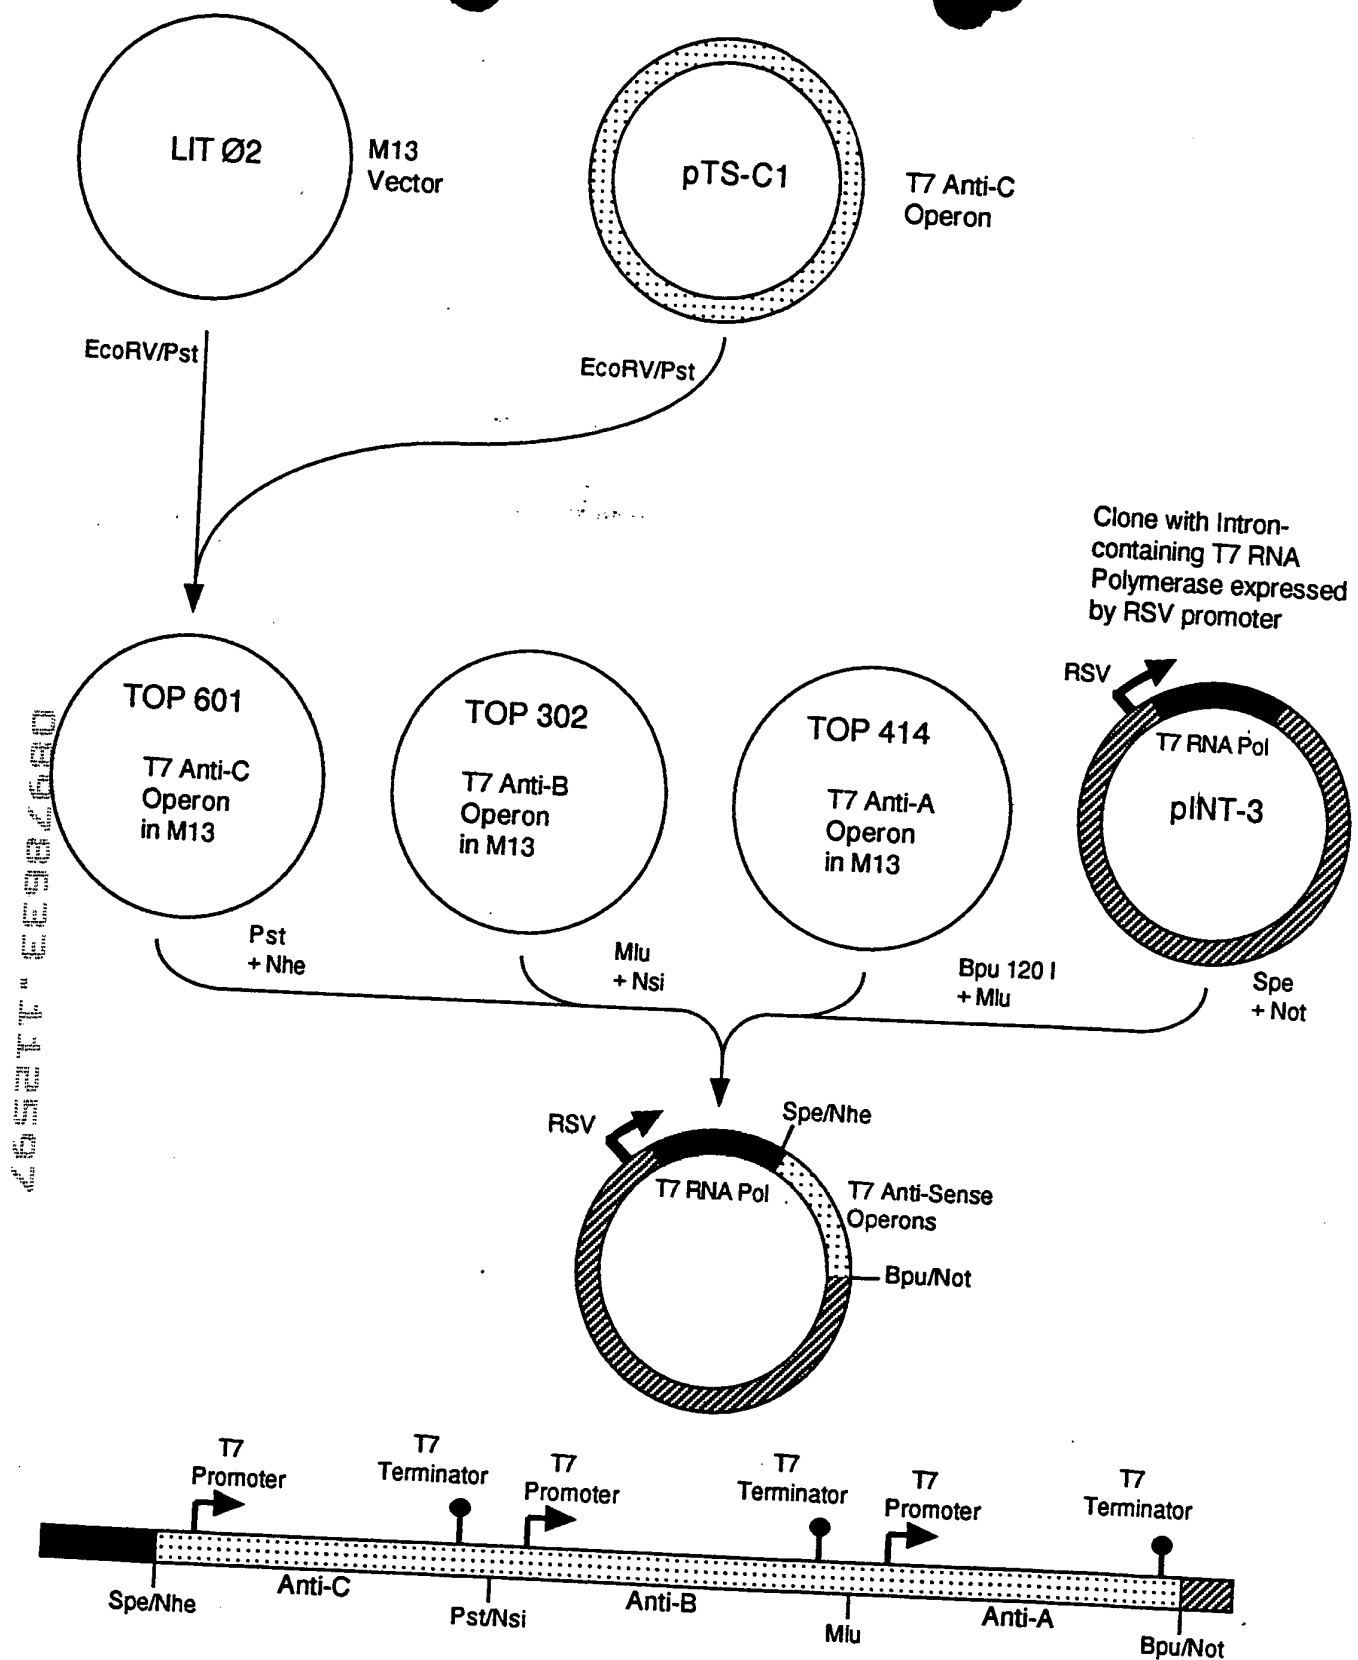 LIT Ø2
M13
Vector
pTS-C1
T7 Anti-C
Operon
EcoRV/Pst
EcoRV/Pst
Clone with Intron-
containing T7 RNA
Polymerase expressed
by RSV promoter
RSV
T7 RNA Pol
pINT-3
TOP 601
T7 Anti-C
Operon
in M13
TOP 302
T7 Anti-B
Operon
in M13
TOP 414
T7 Anti-A
Operon
in M13
08978633.112597
Pst
+ Nhe
Mlu
+ Nsi
Bpu 120 I
+ Mlu
Spe
+ Not
RSV
Spe/Nhe
T7 RNA Pol
T7 Anti-Sense
Operons
Bpu/Not
T7
Promoter
T7
Terminator
T7
Promoter
T7
Terminator
T7
Promoter
T7
Terminator
Spe/Nhe
Anti-C
Pst/Nsi
Anti-B
Mlu
Anti-A
Bpu/Not